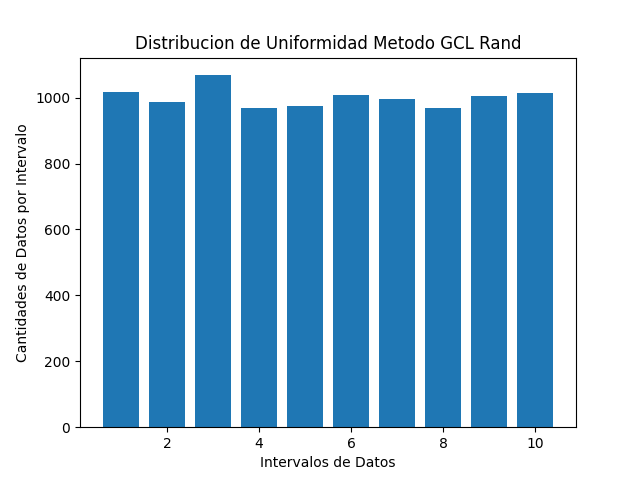 Distribucion de Uniformidad Metodo GCL Rand
Cantidades de Datos por Intervalo
1000
800
600
400
200
0
2 4 6 8 10
Intervalos de Datos